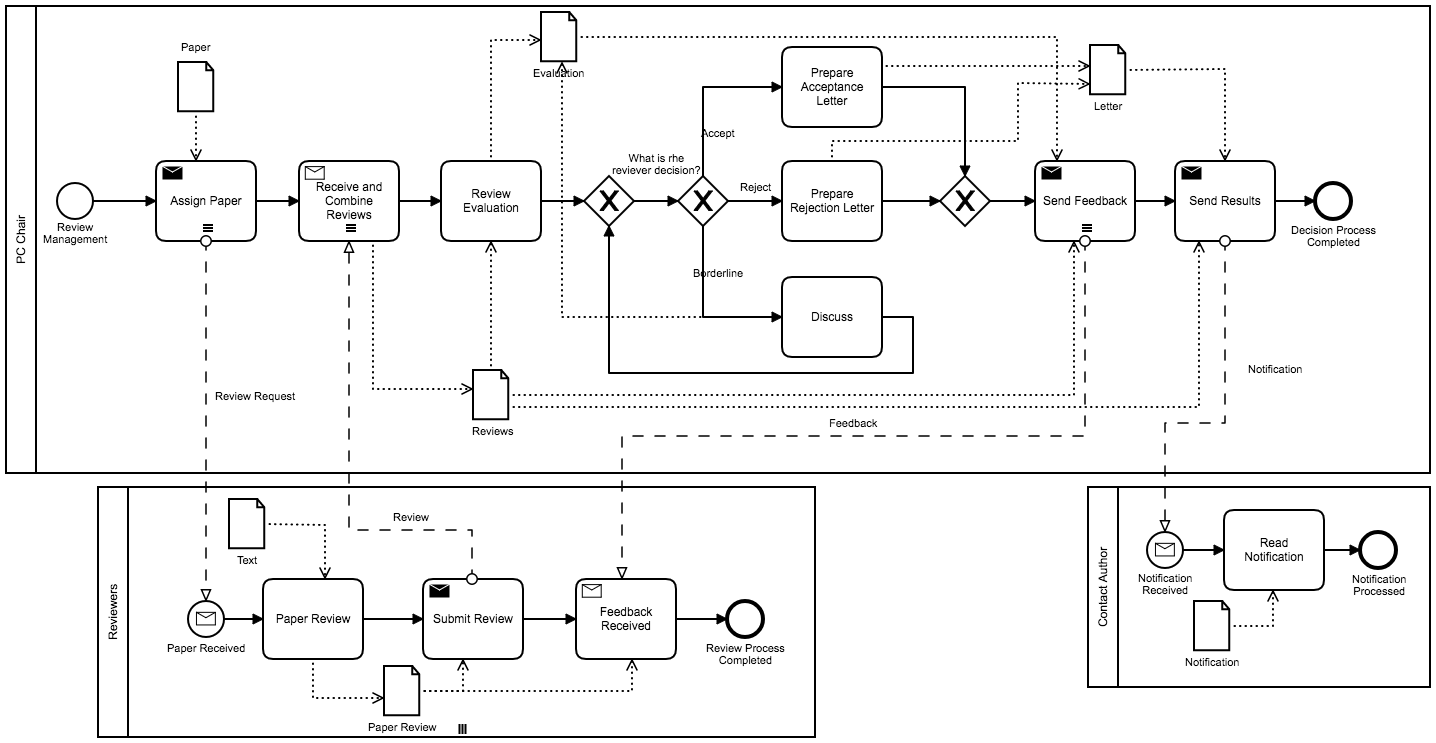 PC Chair
Paper
Evaluation
Prepare
Acceptance
Letter
Letter
Accept
What is rhe
reviever decision?
Review
Management
Assign Paper
Receive and
Combine
Reviews
Review
Evaluation
Reject
Prepare
Rejection Letter
Send Feedback
Send Results
Decision Process
Completed
Borderline
Discuss
Review Request
Reviews
Notification
Feedback
Reviewers
Text
Review
Paper Received
Paper Review
Submit Review
Feedback
Received
Review Process
Completed
Paper Review
Contact Author
Notification
Received
Read
Notification
Notification
Processed
Notification